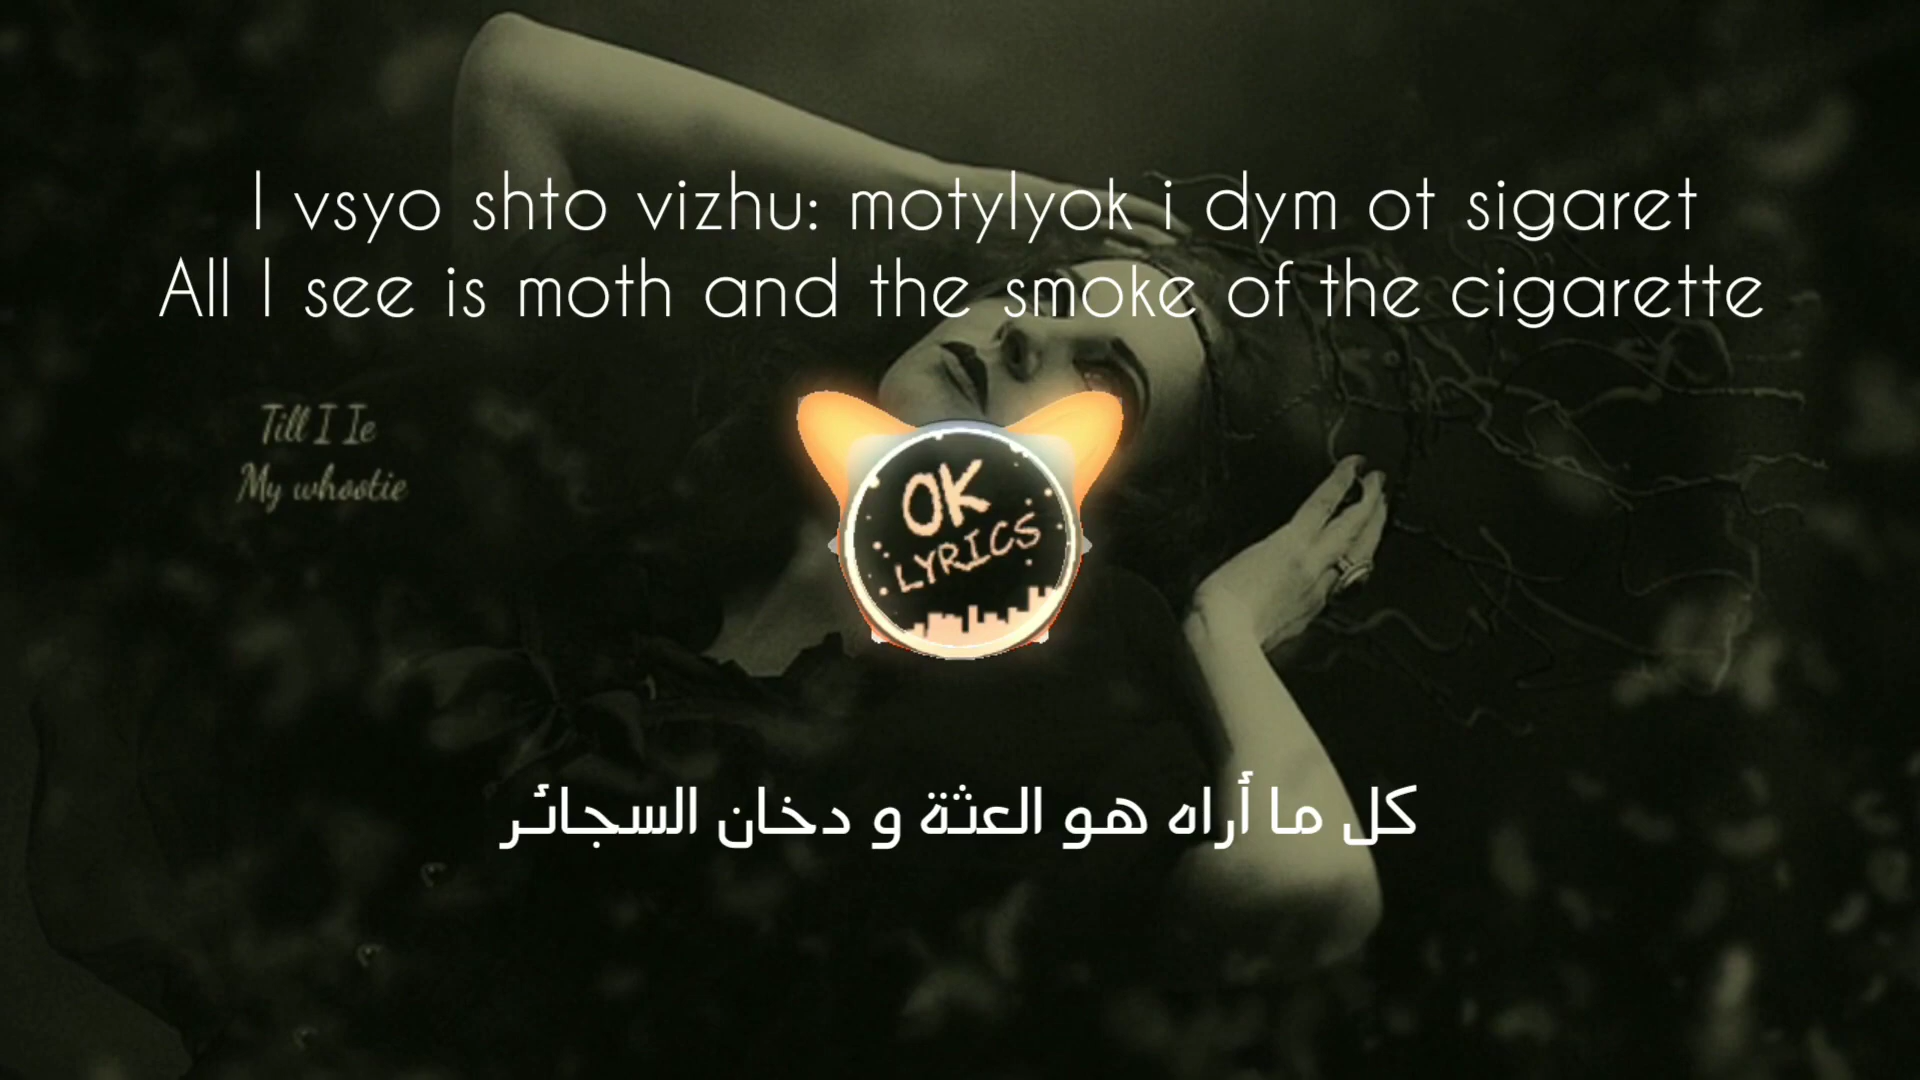 I vsyo shto vizhu: motylyok i dym ot sigaret
All I see is moth and the smoke of the cigarette
Till I Ie
My whootie
OK
LYRICS
كل ما أراه هو العثة و دخان السجائر